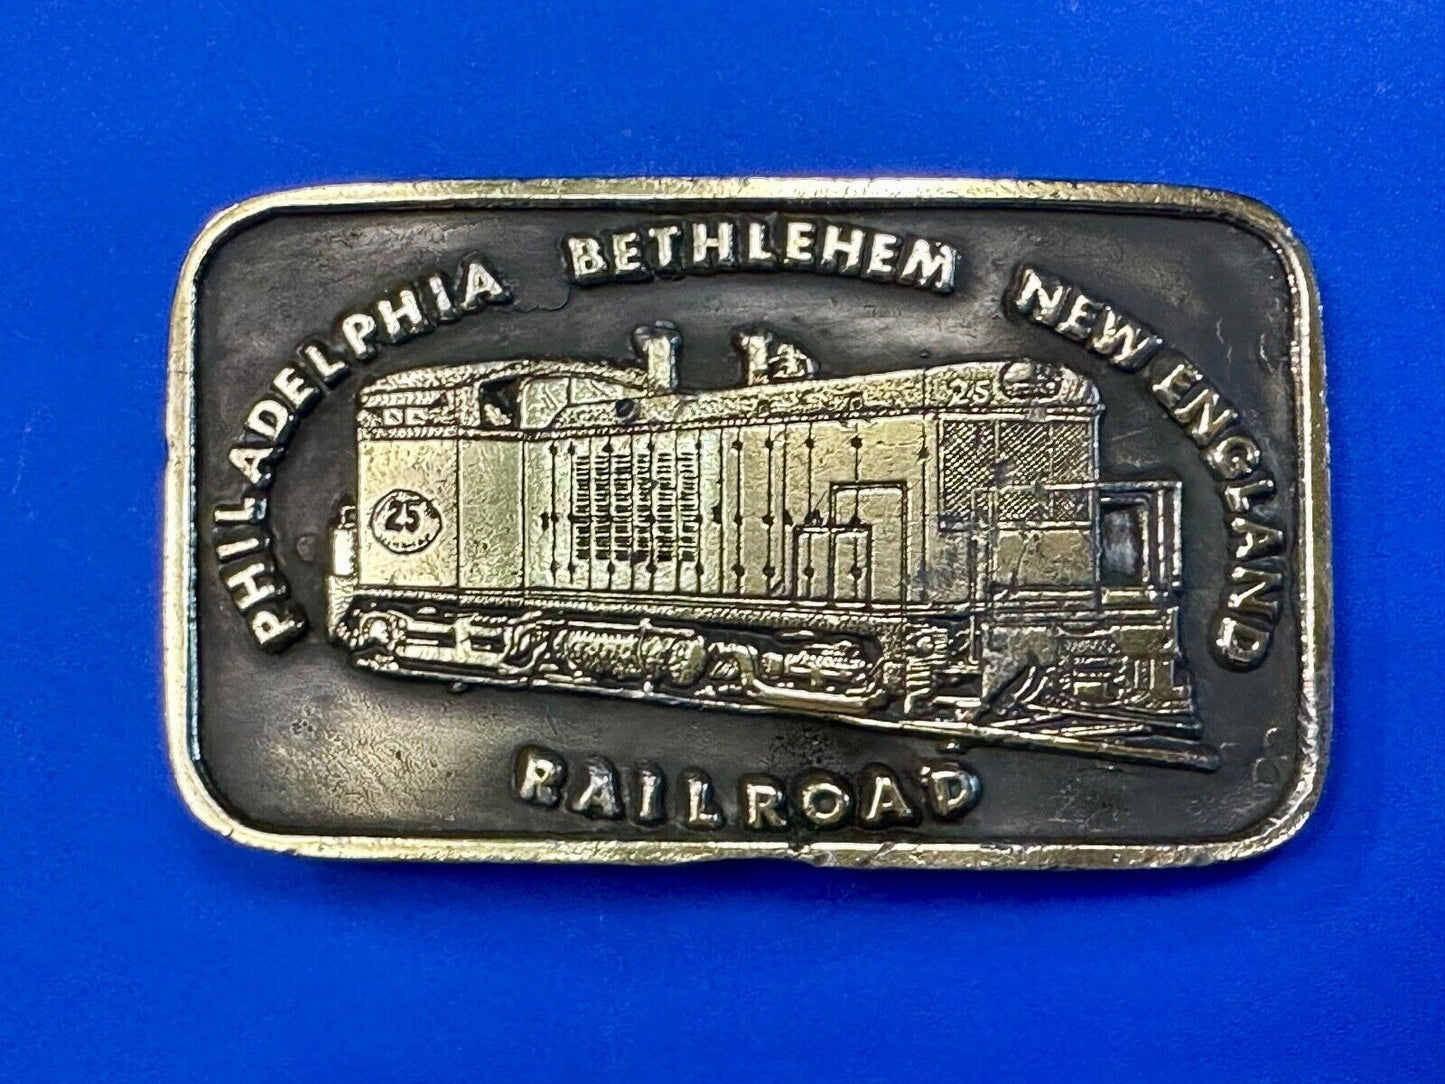 PHILADELPHIA BETHLEHEM NEW ENGLAND
25
25
RAILROAD